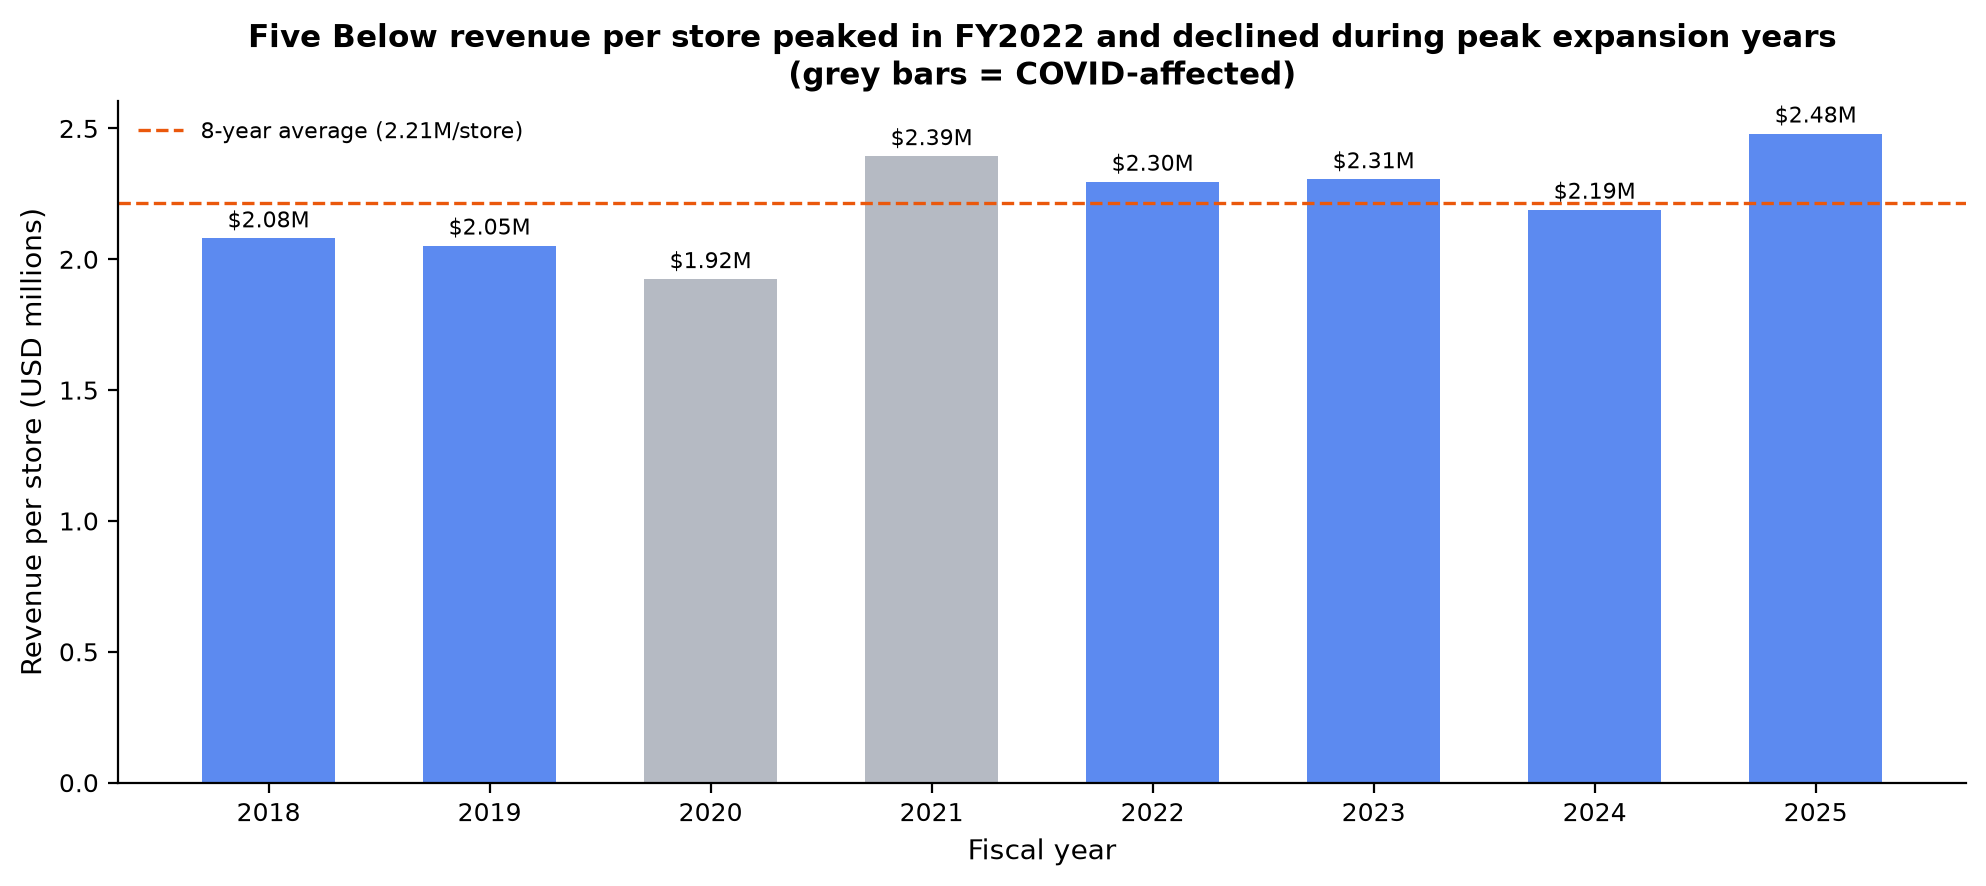 Five Below revenue per store peaked in FY2022 and declined during peak expansion years
(grey bars = COVID-affected)
8-year average (2.21M/store)
Revenue per store (USD millions)
2.5
2.0
1.5
1.0
0.5
0.0
$2.08M
$2.05M
$1.92M
$2.39M
$2.30M
$2.31M
$2.19M
$2.48M
2018
2019
2020
2021
2022
2023
2024
2025
Fiscal year